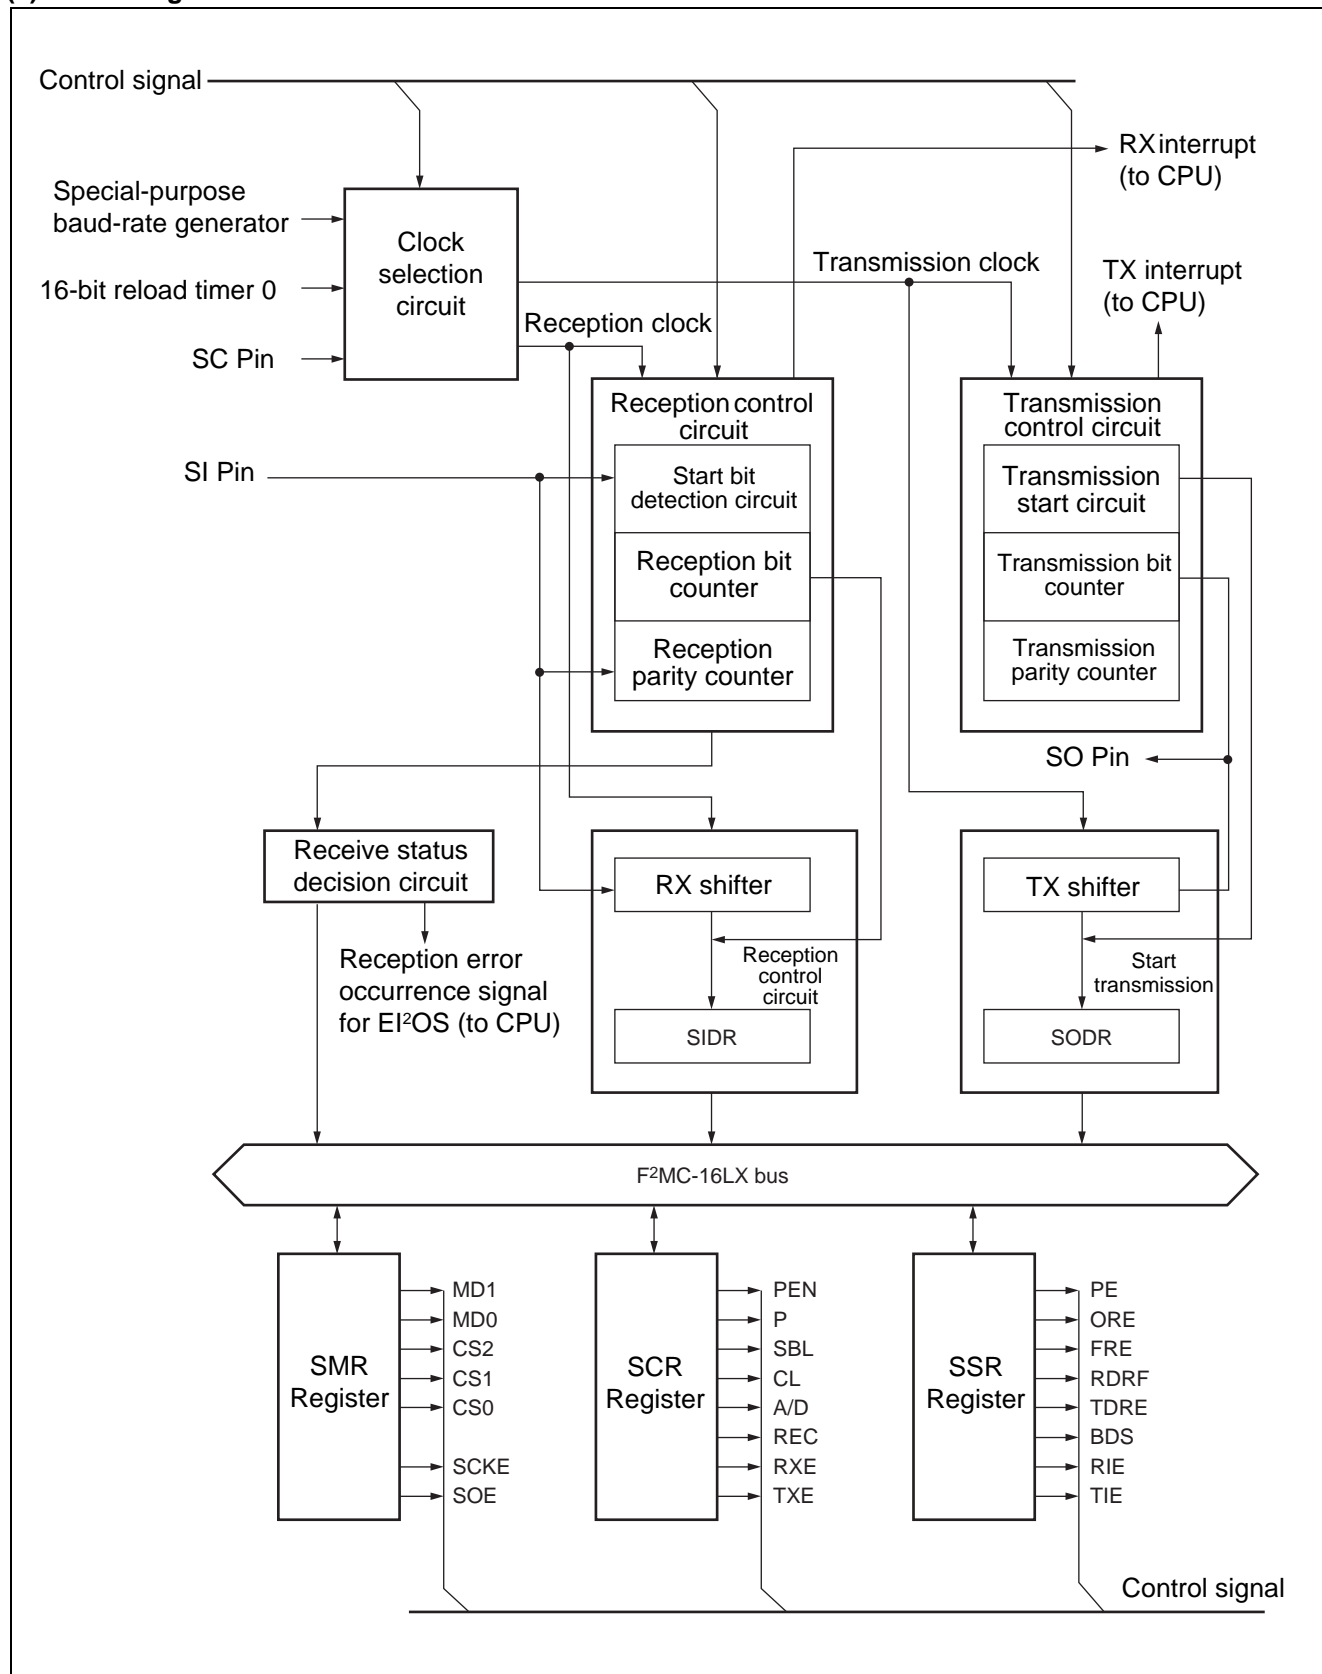 Control signal
RX interrupt
(to CPU)
Special-purpose
baud-rate generator
Clock
selection
circuit
16-bit reload timer 0
SC Pin
Transmission clock
TX interrupt
(to CPU)
Reception clock
Reception control
circuit
Transmission
control circuit
SI Pin
Start bit
detection circuit
Transmission
start circuit
Reception bit
counter
Transmission bit
counter
Reception
parity counter
Transmission
parity counter
SO Pin
Receive status
decision circuit
RX shifter
TX shifter
Reception error
occurrence signal
for EI²OS (to CPU)
Reception
control
circuit
Start
transmission
SIDR
SODR
F²MC-16LX bus
SMR
Register
MD1
MD0
CS2
CS1
CS0
SCKE
SOE
SCR
Register
PEN
P
SBL
CL
A/D
REC
RXE
TXE
SSR
Register
PE
ORE
FRE
RDRF
TDRE
BDS
RIE
TIE
Control signal